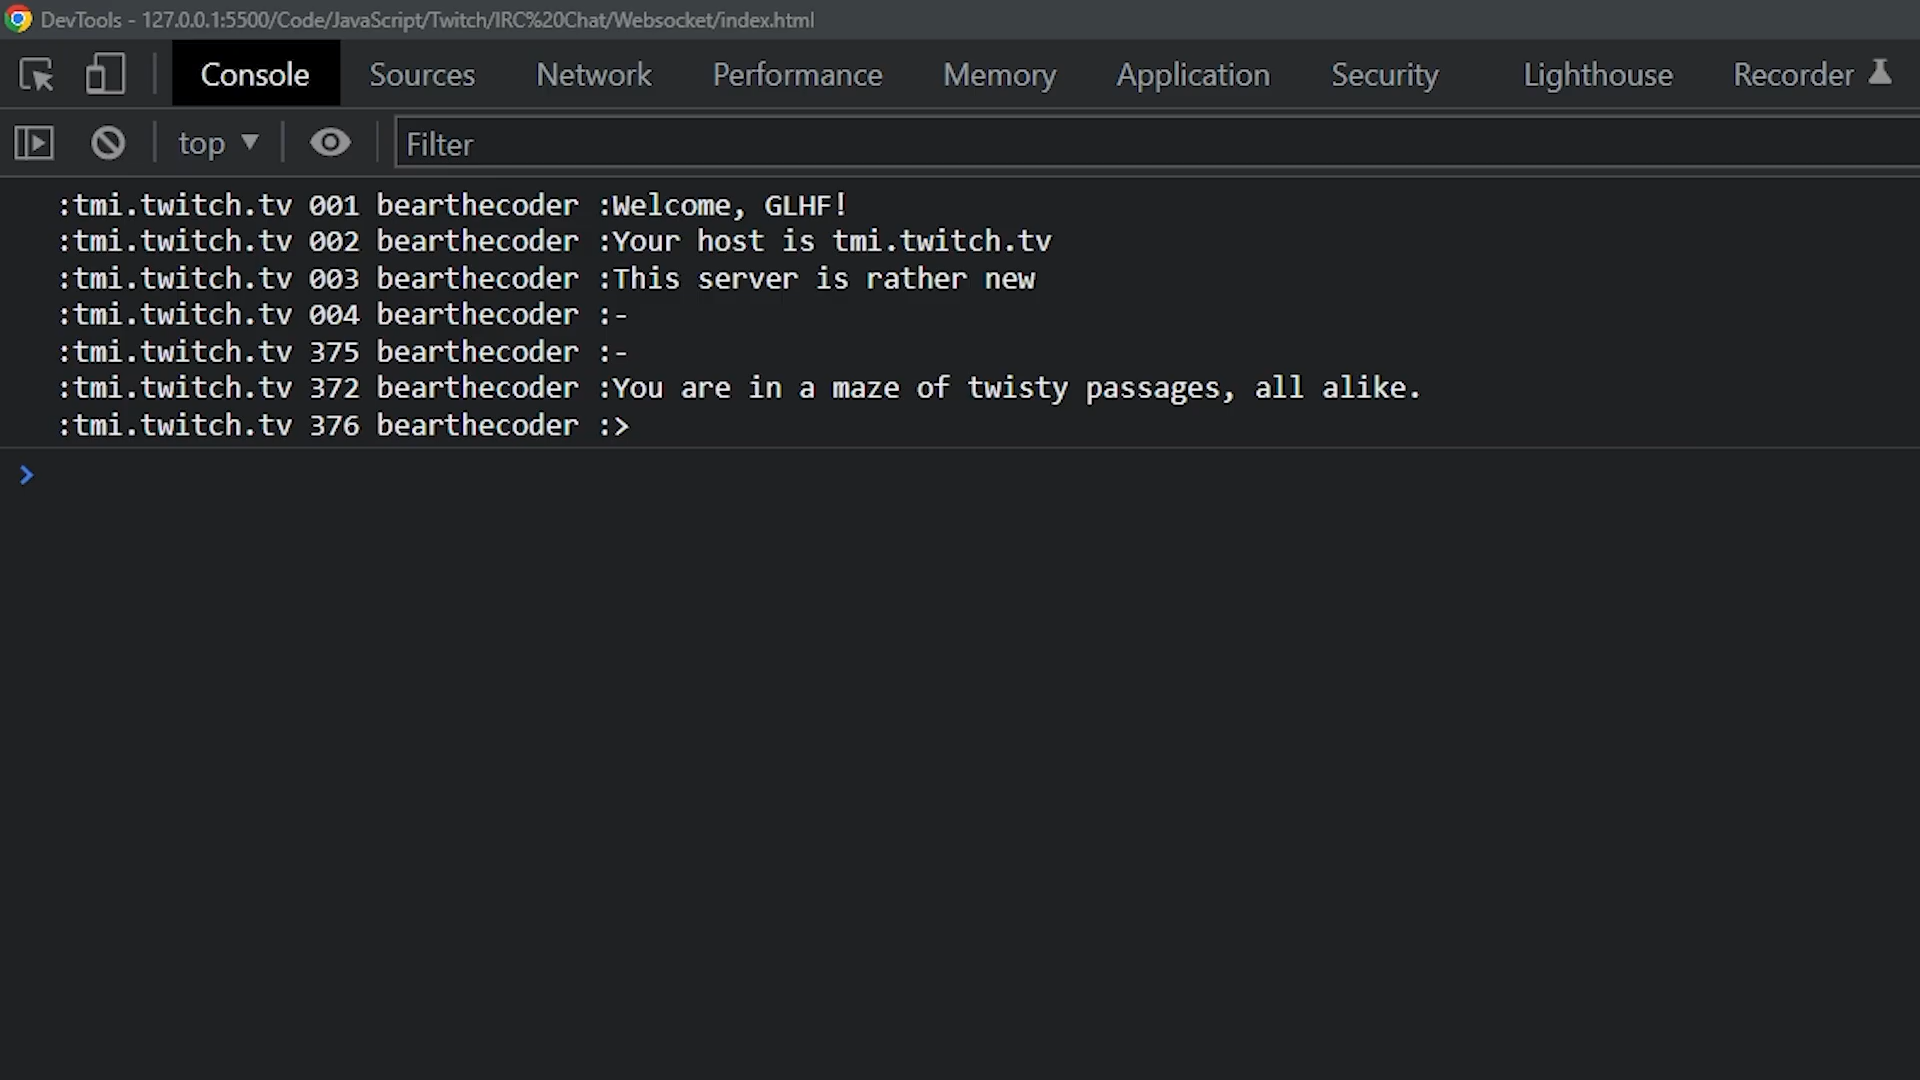 DevTools - 127.0.0.1:5500/Code/JavaScript/Twitch/IRC%20Chat/Websocket/index.html
Console Sources Network Performance Memory Application Security Lighthouse Recorder
top ▼ Filter
:tmi.twitch.tv 001 bearthecoder :Welcome, GLHF!
:tmi.twitch.tv 002 bearthecoder :Your host is tmi.twitch.tv
:tmi.twitch.tv 003 bearthecoder :This server is rather new
:tmi.twitch.tv 004 bearthecoder :-
:tmi.twitch.tv 375 bearthecoder :-
:tmi.twitch.tv 372 bearthecoder :You are in a maze of twisty passages, all alike.
:tmi.twitch.tv 376 bearthecoder :>